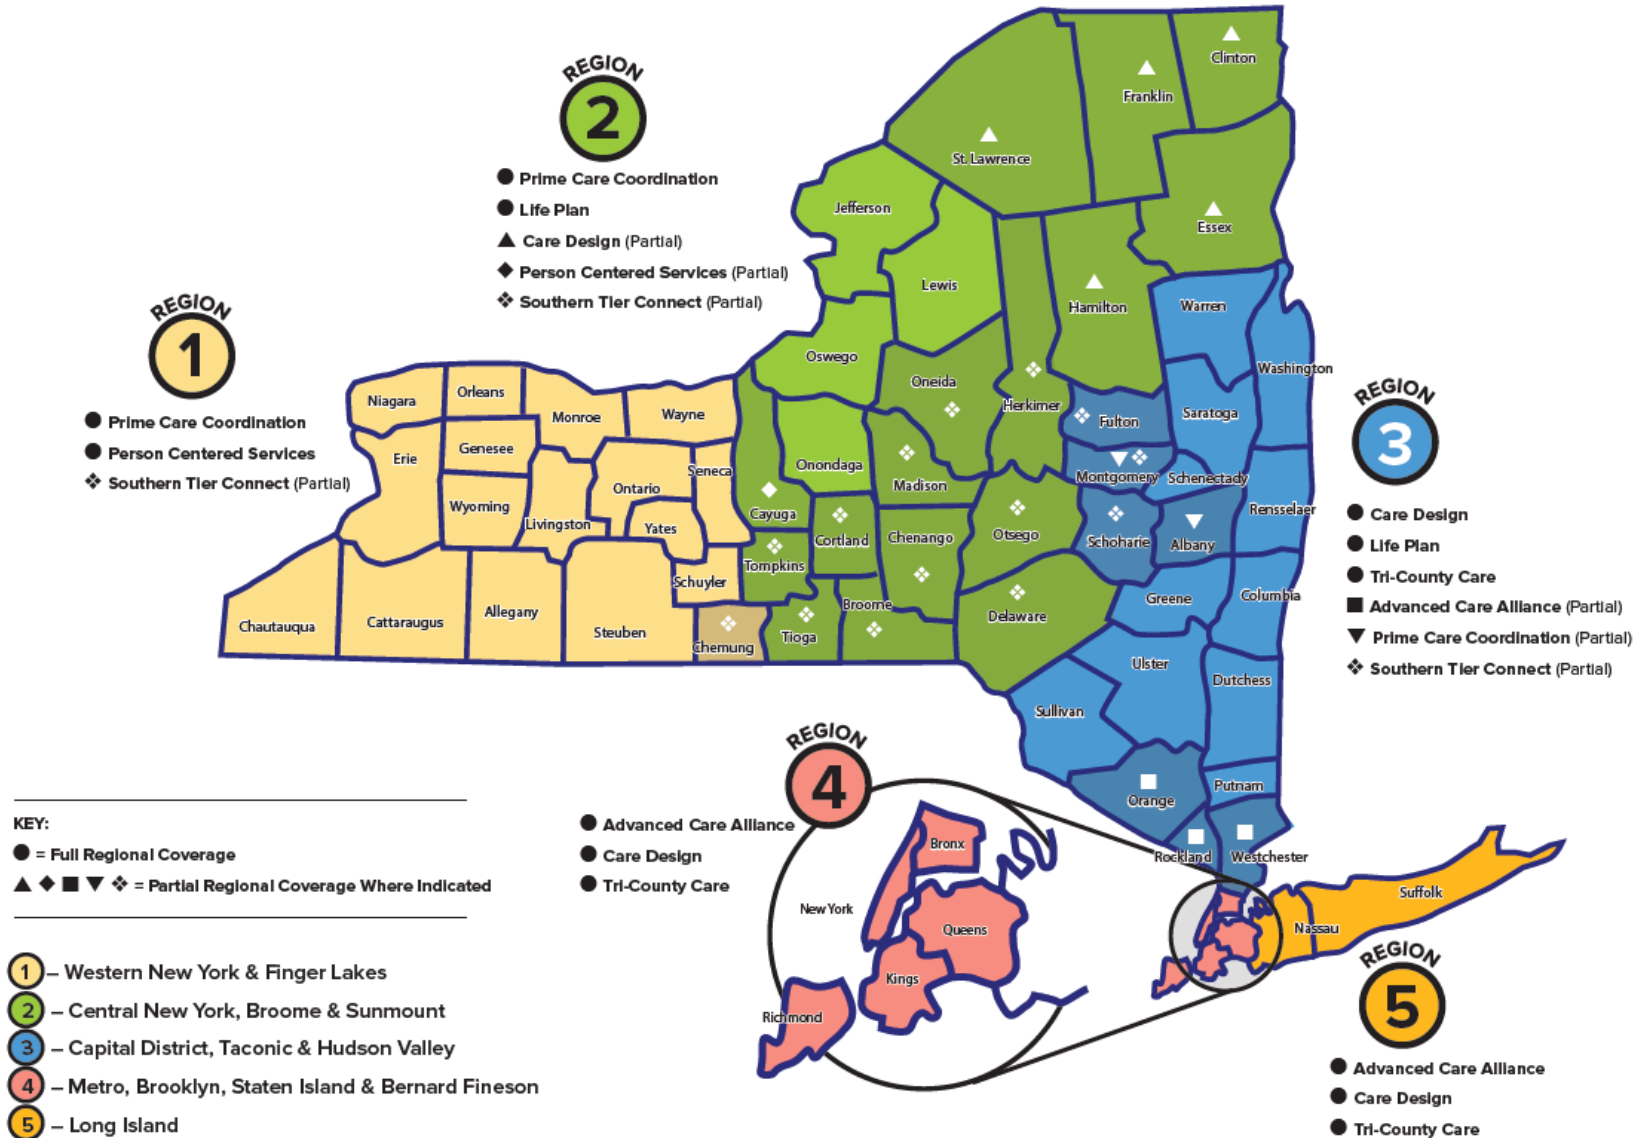 REGION
2
● Prime Care Coordination
● Life Plan
▲ Care Design (Partial)
◆ Person Centered Services (Partial)
❖ Southern Tier Connect (Partial)
REGION
1
● Prime Care Coordination
● Person Centered Services
❖ Southern Tier Connect (Partial)
Clinton
Franklin
St. Lawrence
Jefferson
Essex
Lewis
Hamilton
Warren
Oswego
Washington
Oneida
Herkimer
Niagara
Orleans
Monroe
Wayne
Fulton
Saratoga
Erie
Genesee
Seneca
Onondaga
Madison
Montgomery
Schenectady
Ontario
Wyoming
Livingston
Yates
Cayuga
Cortland
Chenango
Otsego
Schoharie
Albany
Rensselaer
Tompkins
Schuyler
Chautauqua
Cattaraugus
Allegany
Steuben
Chemung
Tioga
Broome
Delaware
Greene
Columbia
Ulster
Dutchess
Sullivan
Orange
Putnam
Rockland
Westchester
REGION
3
● Care Design
● Life Plan
● Tri-County Care
■ Advanced Care Alliance (Partial)
▼ Prime Care Coordination (Partial)
❖ Southern Tier Connect (Partial)
REGION
4
● Advanced Care Alliance
● Care Design
● Tri-County Care
Bronx
New York
Queens
Kings
Richmond
Suffolk
Nassau
REGION
5
● Advanced Care Alliance
● Care Design
● Tri-County Care
KEY:
● = Full Regional Coverage
▲ ◆ ■ ▼ ❖ = Partial Regional Coverage Where Indicated
1 – Western New York & Finger Lakes
2 – Central New York, Broome & Sunmount
3 – Capital District, Taconic & Hudson Valley
4 – Metro, Brooklyn, Staten Island & Bernard Fineson
5 – Long Island